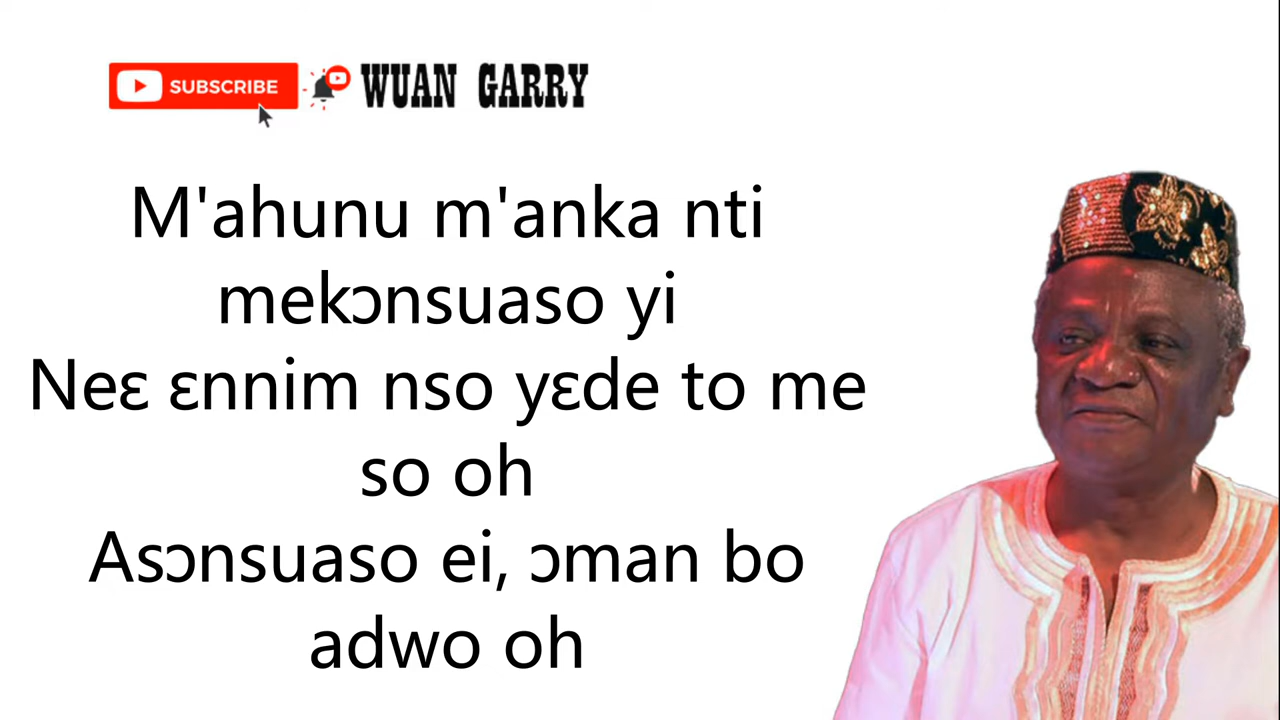 SUBSCRIBE WUAN GARRY
M'ahunu m'anka nti
mekɔnsuaso yi
Neɛ ɛnnim nso yɛde to me
so oh
Asɔnsuaso ei, ɔman bo
adwo oh